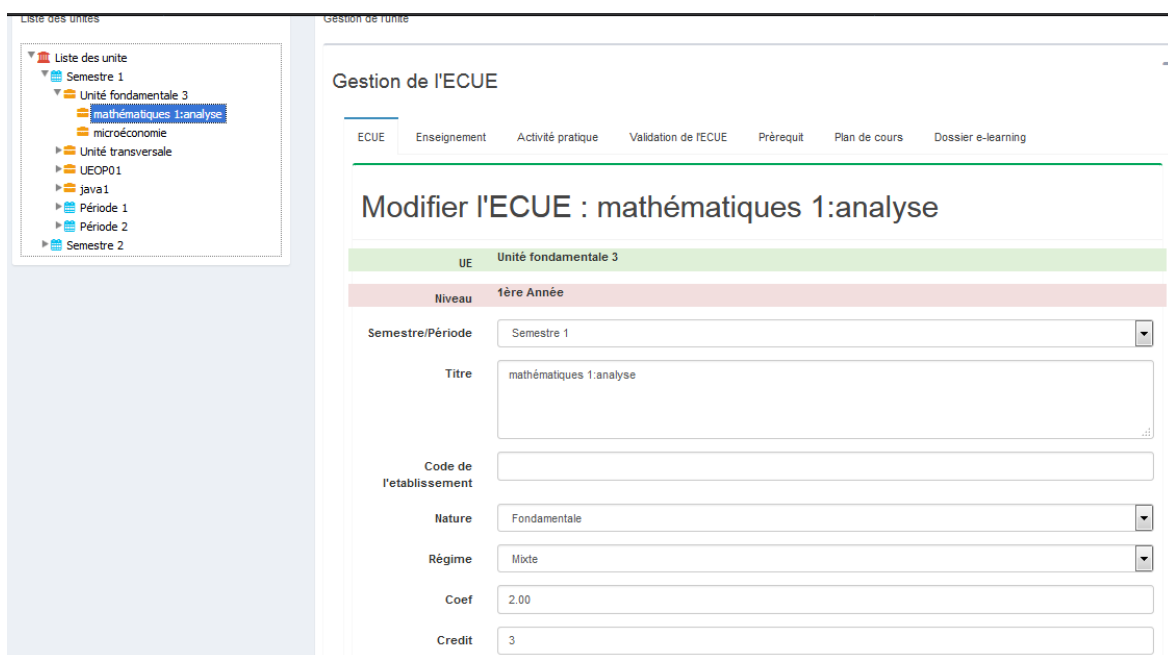 Liste des unités
Liste des unite
Semestre 1
Unité fondamentale 3
mathématiques 1:analyse
microéconomie
Unité transversale
UEOP01
java1
Période 1
Période 2
Semestre 2
Gestion de l'unité
Gestion de l'ECUE
ECUE Enseignement Activité pratique Validation de l'ECUE Prérequit Plan de cours Dossier e-learning
Modifier l'ECUE : mathématiques 1:analyse
UE Unité fondamentale 3
Niveau 1ère Année
Semestre/Période Semestre 1
Titre mathématiques 1:analyse
Code de
l'etablissement
Nature Fondamentale
Régime Mixte
Coef 2.00
Credit 3